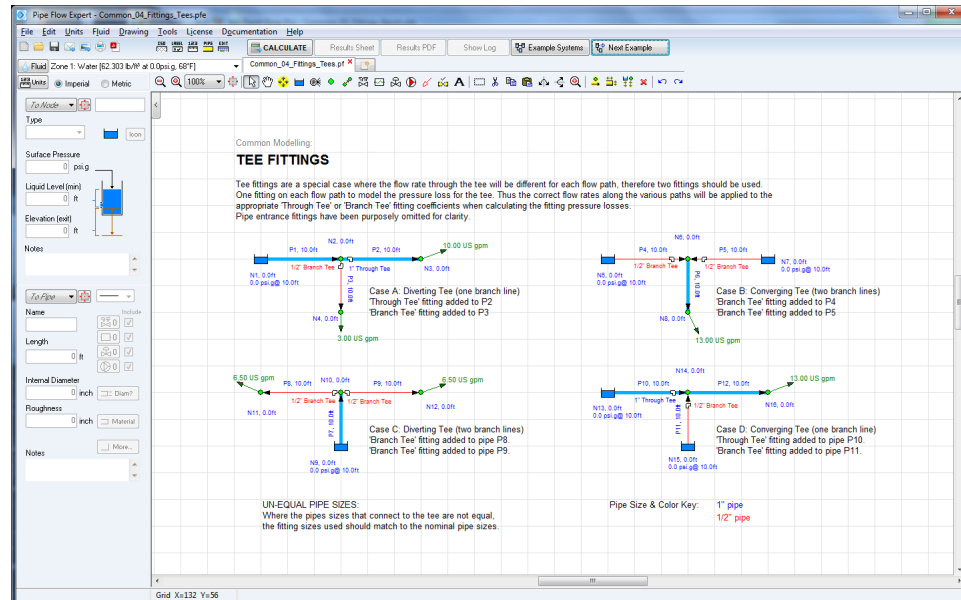 Pipe Flow Expert - Common_04_Fittings_Tees.pfe
File Edit Units Fluid Drawing Tools License Documentation Help
ISO LABEL PIPE EXIT CALCULATE Results Sheet Results PDF Show Log Example Systems Next Example
Fluid Zone 1: Water [62.303 lb/ft³ at 0.0psi.g, 68°F] Common_04_Fittings_Tees.pf
Units Imperial Metric 100% A
To Node
Type
Icon
Surface Pressure
0 psi.g
Liquid Level (min)
0 ft
Elevation (exit)
0 ft
Notes
To Pipe
Name Include
0
Length 0
0 ft 0
0
Internal Diameter
0 inch Diam?
Roughness
0 inch Material
More...
Notes
Common Modelling:
TEE FITTINGS
Tee fittings are a special case where the flow rate through the tee will be different for each flow path, therefore two fittings should be used.
One fitting on each flow path to model the pressure loss for the tee. Thus the correct flow rates along the various paths will be applied to the
appropriate 'Through Tee' or 'Branch Tee' fitting coefficients when calculating the fitting pressure losses.
Pipe entrance fittings have been purposely omitted for clarity.
N2, 0.0ft
10.00 US gpm
P1, 10.0ft P2, 10.0ft
1/2" Branch Tee 1" Through Tee
N1, 0.0ft
0.0 psi.g@ 10.0ft
N3, 0.0ft
P3, 10.0ft
N4, 0.0ft
3.00 US gpm
Case A: Diverting Tee (one branch line)
'Through Tee' fitting added to P2
'Branch Tee' fitting added to P3
N6, 0.0ft
P4, 10.0ft P5, 10.0ft
1/2" Branch Tee 1/2" Branch Tee
N5, 0.0ft
0.0 psi.g@ 10.0ft
N7, 0.0ft
0.0 psi.g@ 10.0ft
P6, 10.0ft
N8, 0.0ft
13.00 US gpm
Case B: Converging Tee (two branch lines)
'Branch Tee' fitting added to P4
'Branch Tee' fitting added to P5
6.50 US gpm N10, 0.0ft 6.50 US gpm
P8, 10.0ft P9, 10.0ft
1/2" Branch Tee 1/2" Branch Tee
N11, 0.0ft N12, 0.0ft
P7, 10.0ft
N9, 0.0ft
0.0 psi.g@ 10.0ft
Case C: Diverting Tee (two branch lines)
'Branch Tee' fitting added to pipe P8.
'Branch Tee' fitting added to pipe P9.
N14, 0.0ft
13.00 US gpm
P10, 10.0ft P12, 10.0ft
1" Through Tee 1/2" Branch Tee
N13, 0.0ft
0.0 psi.g@ 10.0ft
N16, 0.0ft
P11, 10.0ft
N15, 0.0ft
0.0 psi.g@ 10.0ft
Case D: Converging Tee (one branch line)
'Through Tee' fitting added to pipe P10.
'Branch Tee' fitting added to pipe P11.
UN-EQUAL PIPE SIZES:
Where the pipes sizes that connect to the tee are not equal,
the fitting sizes used should match to the nominal pipe sizes.
Pipe Size & Color Key: 1" pipe
1/2" pipe
Grid X=132 Y=56